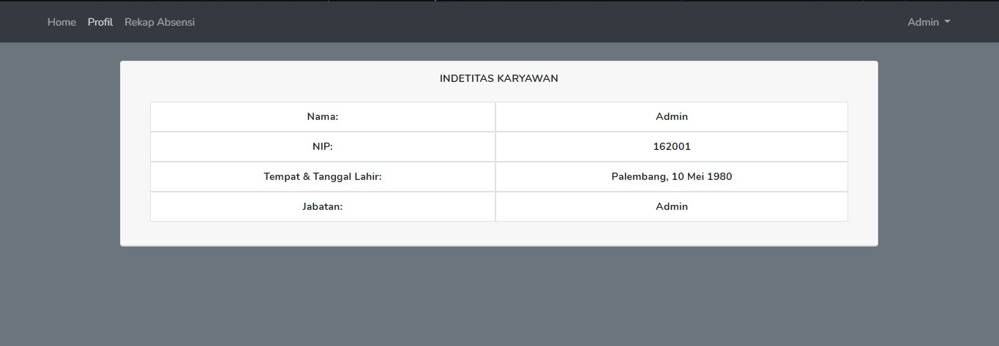 Home Profil Rekap Absensi Admin
INDETITAS KARYAWAN
Nama: Admin
NIP: 162001
Tempat & Tanggal Lahir: Palembang, 10 Mei 1980
Jabatan: Admin